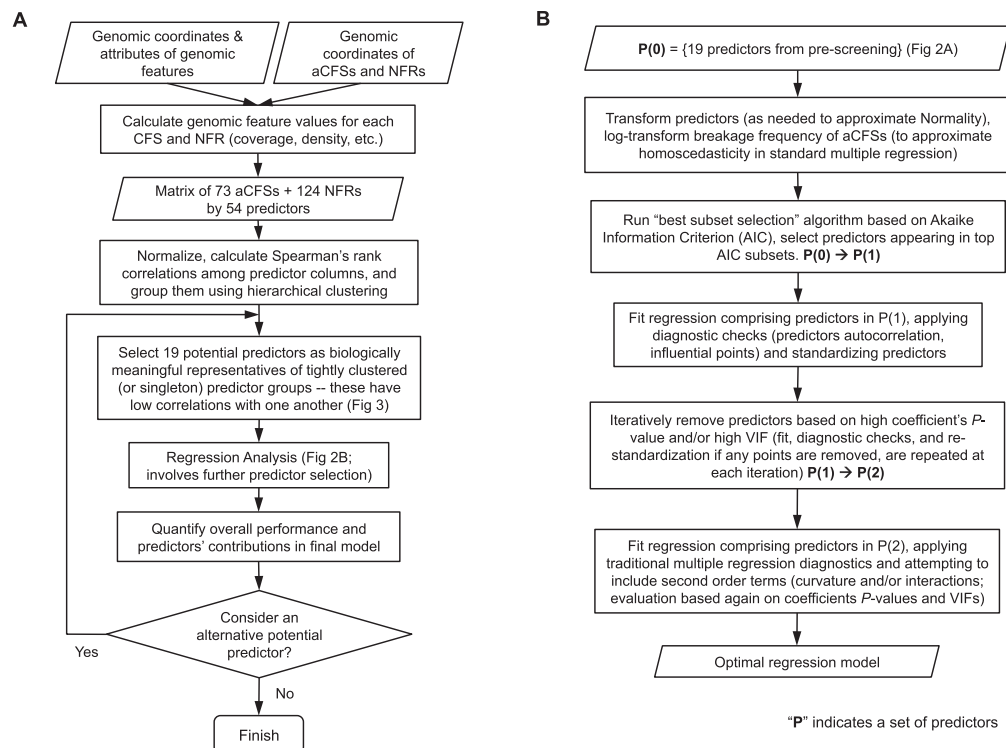 A
Genomic coordinates &
attributes of genomic
features
Genomic
coordinates of
aCFSs and NFRs
Calculate genomic feature values for each
CFS and NFR (coverage, density, etc.)
Matrix of 73 aCFSs + 124 NFRs
by 54 predictors
Normalize, calculate Spearman's rank
correlations among predictor columns, and
group them using hierarchical clustering
Select 19 potential predictors as biologically
meaningful representatives of tightly clustered
(or singleton) predictor groups -- these have
low correlations with one another (Fig 3)
Regression Analysis (Fig 2B;
involves further predictor selection)
Quantify overall performance and
predictors' contributions in final model
Consider an
alternative potential
predictor?
Yes
No
Finish
B
P(0) = {19 predictors from pre-screening} (Fig 2A)
Transform predictors (as needed to approximate Normality),
log-transform breakage frequency of aCFSs (to approximate
homoscedasticity in standard multiple regression)
Run "best subset selection" algorithm based on Akaike
Information Criterion (AIC), select predictors appearing in top
AIC subsets. P(0) → P(1)
Fit regression comprising predictors in P(1), applying
diagnostic checks (predictors autocorrelation,
influential points) and standardizing predictors
Iteratively remove predictors based on high coefficient's P-
value and/or high VIF (fit, diagnostic checks, and re-
standardization if any points are removed, are repeated at
each iteration) P(1) → P(2)
Fit regression comprising predictors in P(2), applying
traditional multiple regression diagnostics and attempting to
include second order terms (curvature and/or interactions;
evaluation based again on coefficients P-values and VIFs)
Optimal regression model
"P" indicates a set of predictors